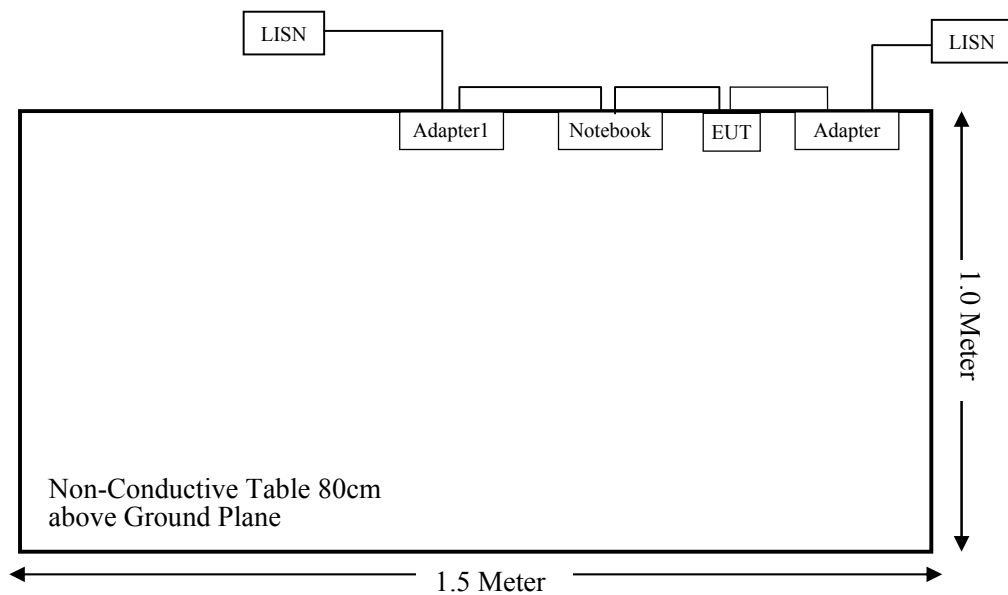 LISN
LISN
Adapter1
Notebook
EUT
Adapter
1.0 Meter
Non-Conductive Table 80cm
above Ground Plane
1.5 Meter